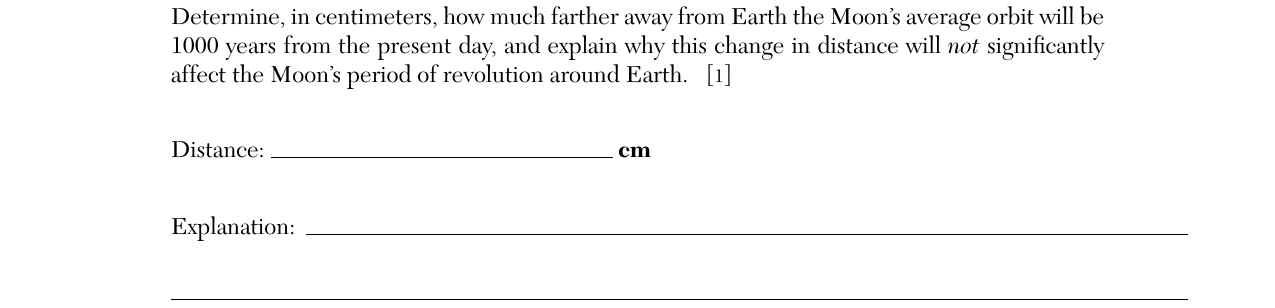 Determine, in centimeters, how much farther away from Earth the Moon’s average orbit will be
1000 years from the present day, and explain why this change in distance will not significantly
affect the Moon’s period of revolution around Earth. [1]
Distance: cm
Explanation: